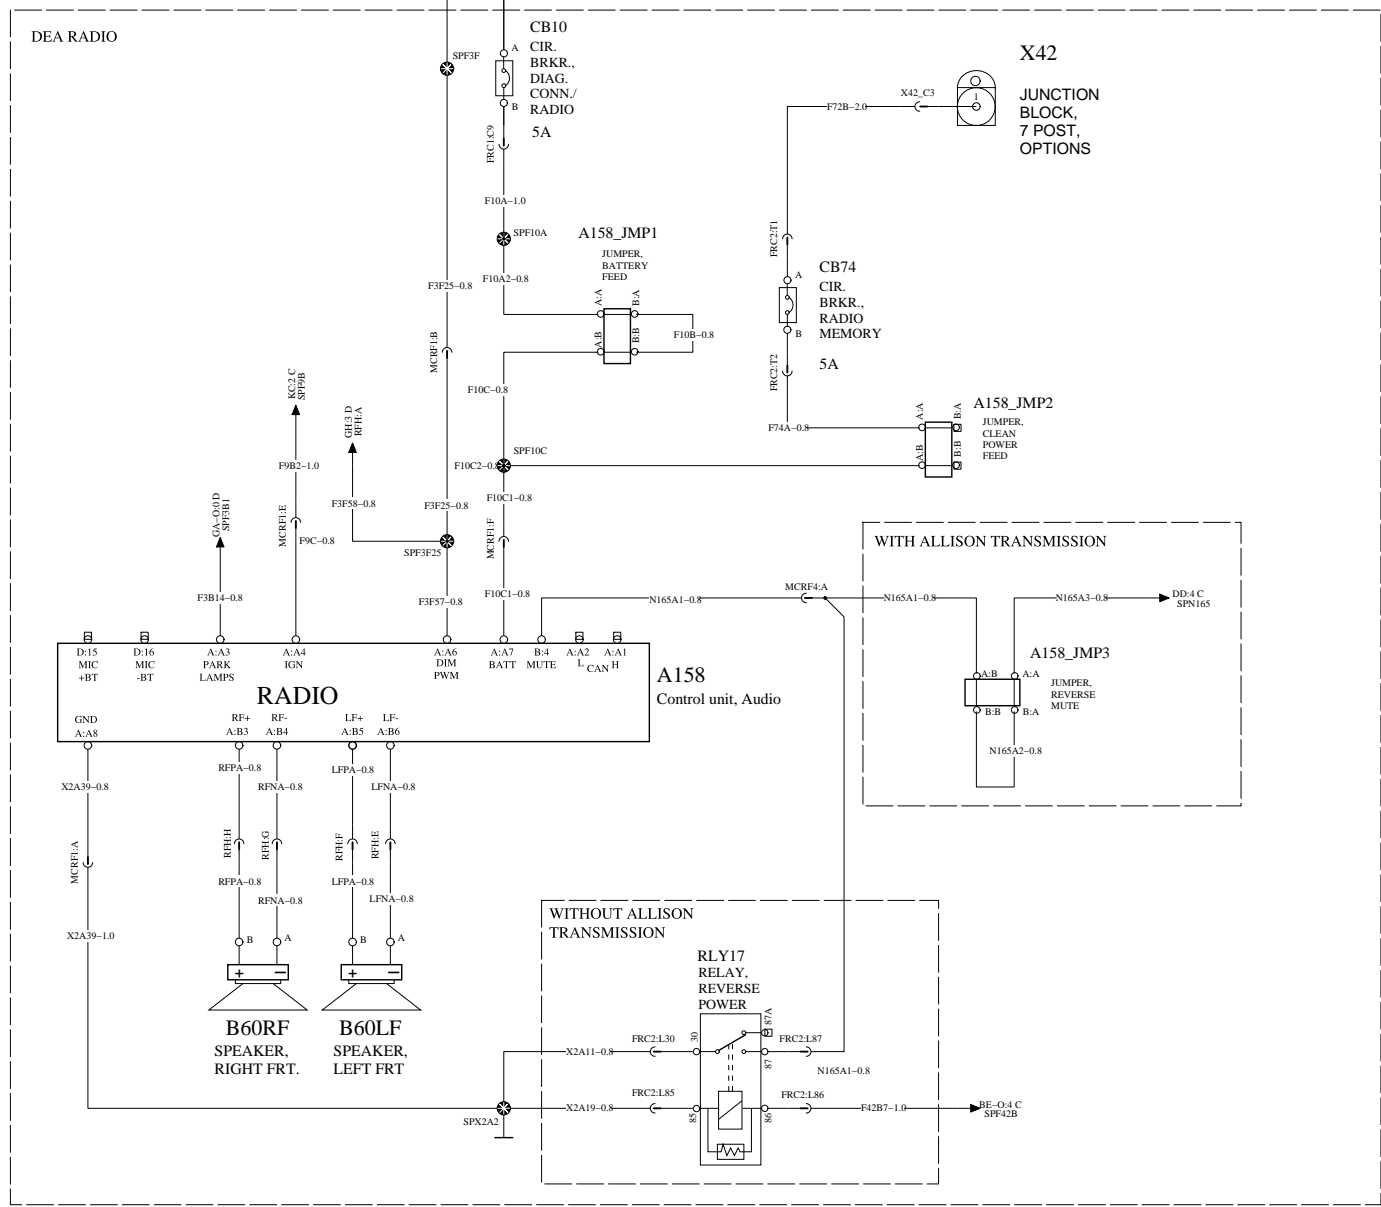 DEA RADIO
CB10
CIR.
BRKR.,
DIAG.
CONN./
RADIO
5A
A
B
SPF3F
FRC1:C9
F10A–1.0
SPF10A
F10A2–0.8
A158_JMP1
JUMPER,
BATTERY
FEED
A:A
B:A
A:B
B:B
F10B–0.8
F3F25–0.8
MCRF1:B
F10C–0.8
X42
JUNCTION
BLOCK,
7 POST,
OPTIONS
1
X42_C3
F72B–2.0
FRC2:T1
CB74
CIR.
BRKR.,
RADIO
MEMORY
5A
A
B
FRC2:T2
F74A–0.8
A158_JMP2
JUMPER,
CLEAN
POWER
FEED
A:A
B:A
A:B
B:B
KC:2 C
SPF9B
GH:3 D
RFH:A
F9B2–1.0
SPF10C
F10C2–0.8
F10C1–0.8
F3F58–0.8
F3F25–0.8
GA–O:0 D
SPF3B1
MCRF1:E
F9C–0.8
SPF3F25
MCRF1:F
F3B14–0.8
F3F57–0.8
F10C1–0.8
N165A1–0.8
MCRF4:A
WITH ALLISON TRANSMISSION
N165A1–0.8
N165A3–0.8
DD:4 C
SPN165
A158_JMP3
JUMPER,
REVERSE
MUTE
A:B
A:A
B:B
B:A
N165A2–0.8
D:15
MIC
+BT
D:16
MIC
-BT
A:A3
PARK
LAMPS
A:A4
IGN
A:A6
DIM
PWM
A:A7
BATT
B:4
MUTE
A:A2
L
CAN
A:A1
H
RADIO
A158
Control unit, Audio
GND
A:A8
RF+
A:B3
RF-
A:B4
LF+
A:B5
LF-
A:B6
X2A39–0.8
RFPA–0.8
RFNA–0.8
LFPA–0.8
LFNA–0.8
MCRF1:A
RFH:H
RFH:G
RFH:F
RFH:E
RFPA–0.8
RFNA–0.8
LFPA–0.8
LFNA–0.8
X2A39–1.0
B
A
B
A
+
−
+
−
B60RF
SPEAKER,
RIGHT FRT.
B60LF
SPEAKER,
LEFT FRT
WITHOUT ALLISON
TRANSMISSION
RLY17
RELAY,
REVERSE
POWER
30
87A
87
85
86
FRC2:L30
FRC2:L87
X2A11–0.8
N165A1–0.8
FRC2:L85
FRC2:L86
X2A19–0.8
F42B7–1.0
BE–O:4 C
SPF42B
SPX2A2